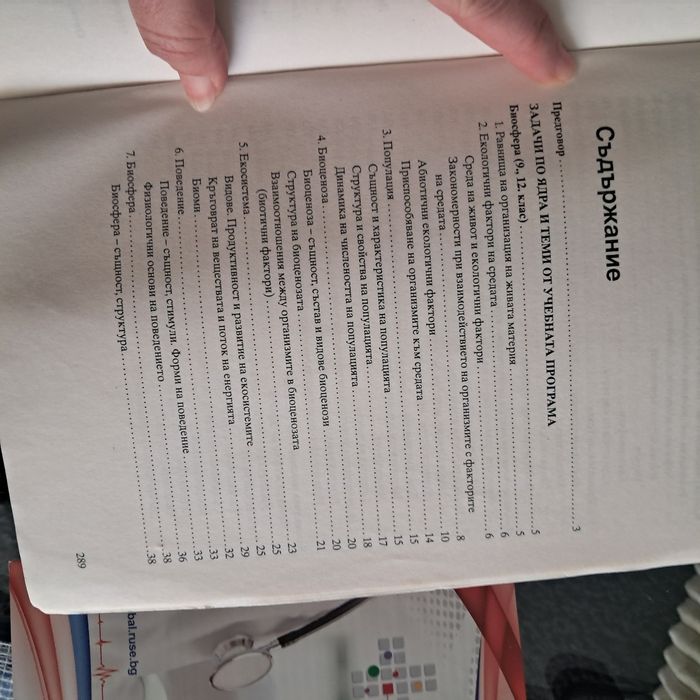 Съдържание
Предговор 3
ЗАДАЧИ ПО ЯДРА И ТЕМИ ОТ УЧЕБНАТА ПРОГРАМА 5
Биосфера (9., 12. клас) 5
1. Равнища на организация на живата материя 6
2. Екологични фактори на средата 6
Среда на живот и екологични фактори 8
Закономерности при взаимодействието на организмите с факторите
на средата 10
Абиотични екологични фактори 14
Приспособяване на организмите към средата 15
3. Популация 15
Същност и характеристика на популацията 17
Структура и свойства на популацията 18
Динамика на числеността на популацията 20
4. Биоценоза 20
Биоценоза – същност, състав и видове биоценози 21
Структура на биоценозата 23
Взаимоотношения между организмите в биоценозата
(биотични фактори) 25
5. Екосистема 25
Видове. Продуктивност и развитие на екосистемите 29
Кръговрат на веществата и поток на енергията 32
Биоми 33
6. Поведение 33
Поведение – същност, стимули. Форми на поведение 36
Физиологични основи на поведението 38
7. Биосфера 38
Биосфера – същност, структура
289
bal.ruse.bg